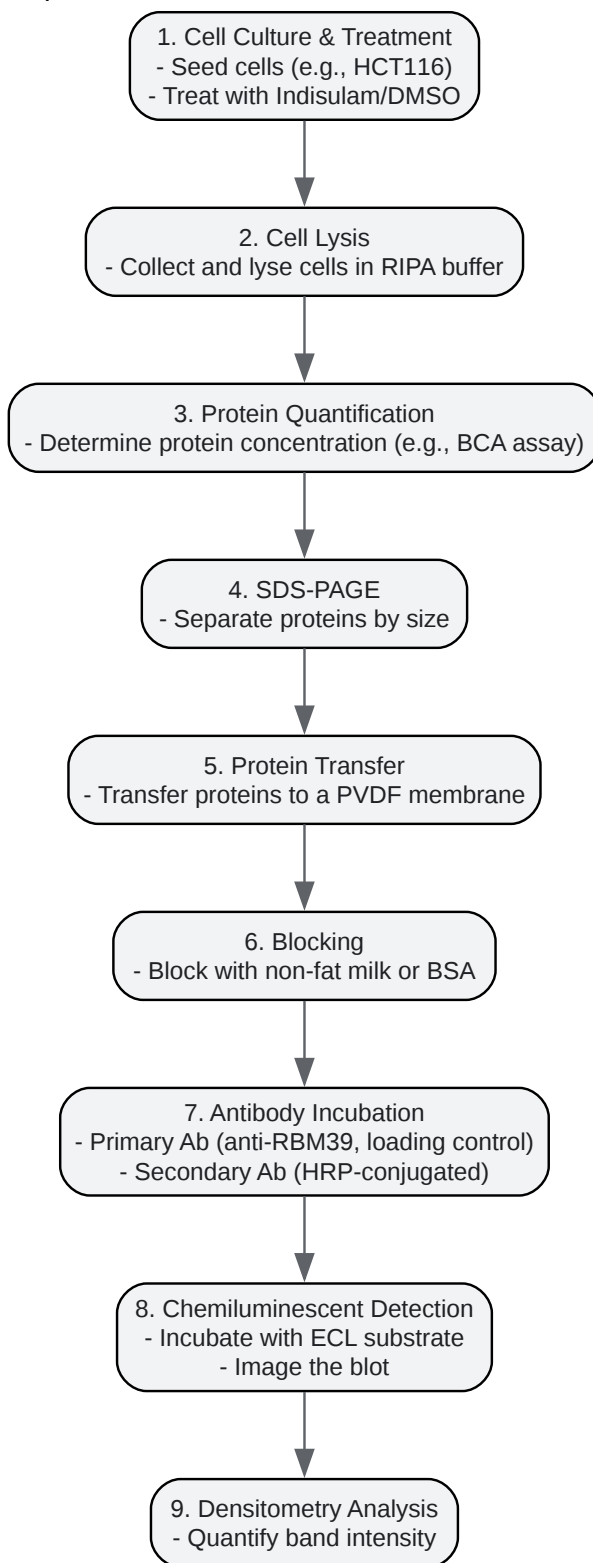 1. Cell Culture & Treatment
- Seed cells (e.g., HCT116)
- Treat with Indisulam/DMSO
2. Cell Lysis
- Collect and lyse cells in RIPA buffer
3. Protein Quantification
- Determine protein concentration (e.g., BCA assay)
4. SDS-PAGE
- Separate proteins by size
5. Protein Transfer
- Transfer proteins to a PVDF membrane
6. Blocking
- Block with non-fat milk or BSA
7. Antibody Incubation
- Primary Ab (anti-RBM39, loading control)
- Secondary Ab (HRP-conjugated)
8. Chemiluminescent Detection
- Incubate with ECL substrate
- Image the blot
9. Densitometry Analysis
- Quantify band intensity